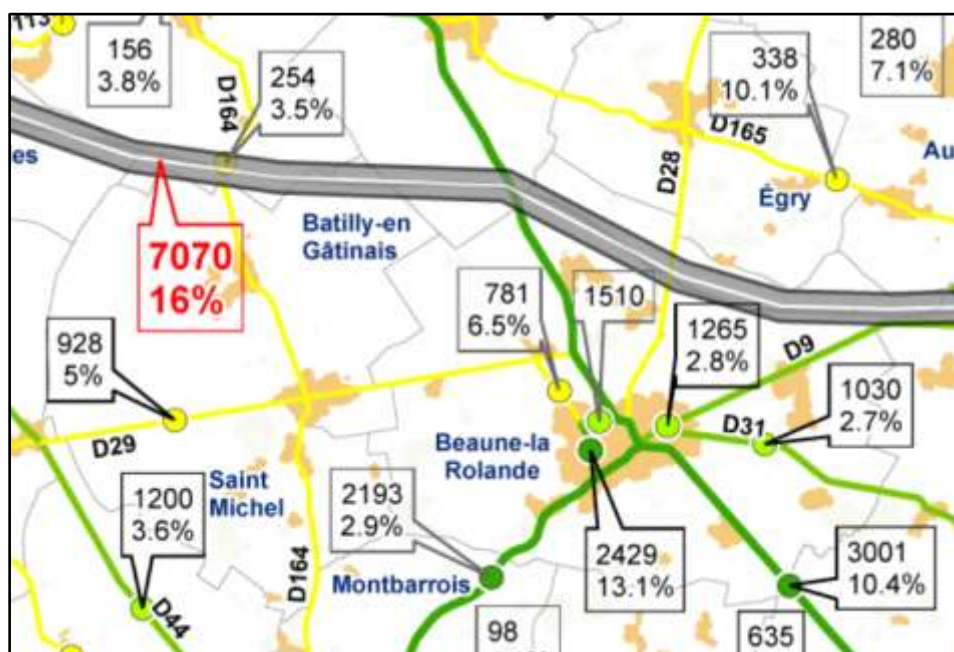 113
156
3.8%
254
3.5%
D164
338
10.1%
280
7.1%
D165
D28
es
Au
Égry
Batilly-en
Gâtinais
7070
16%
781
6.5%
1510
1265
2.8%
D9
928
5%
1030
2.7%
D31
D29
Beaune-la
Rolande
Saint
Michel
1200
3.6%
2193
2.9%
D164
2429
13.1%
3001
10.4%
Montbarrois
D44
98
635